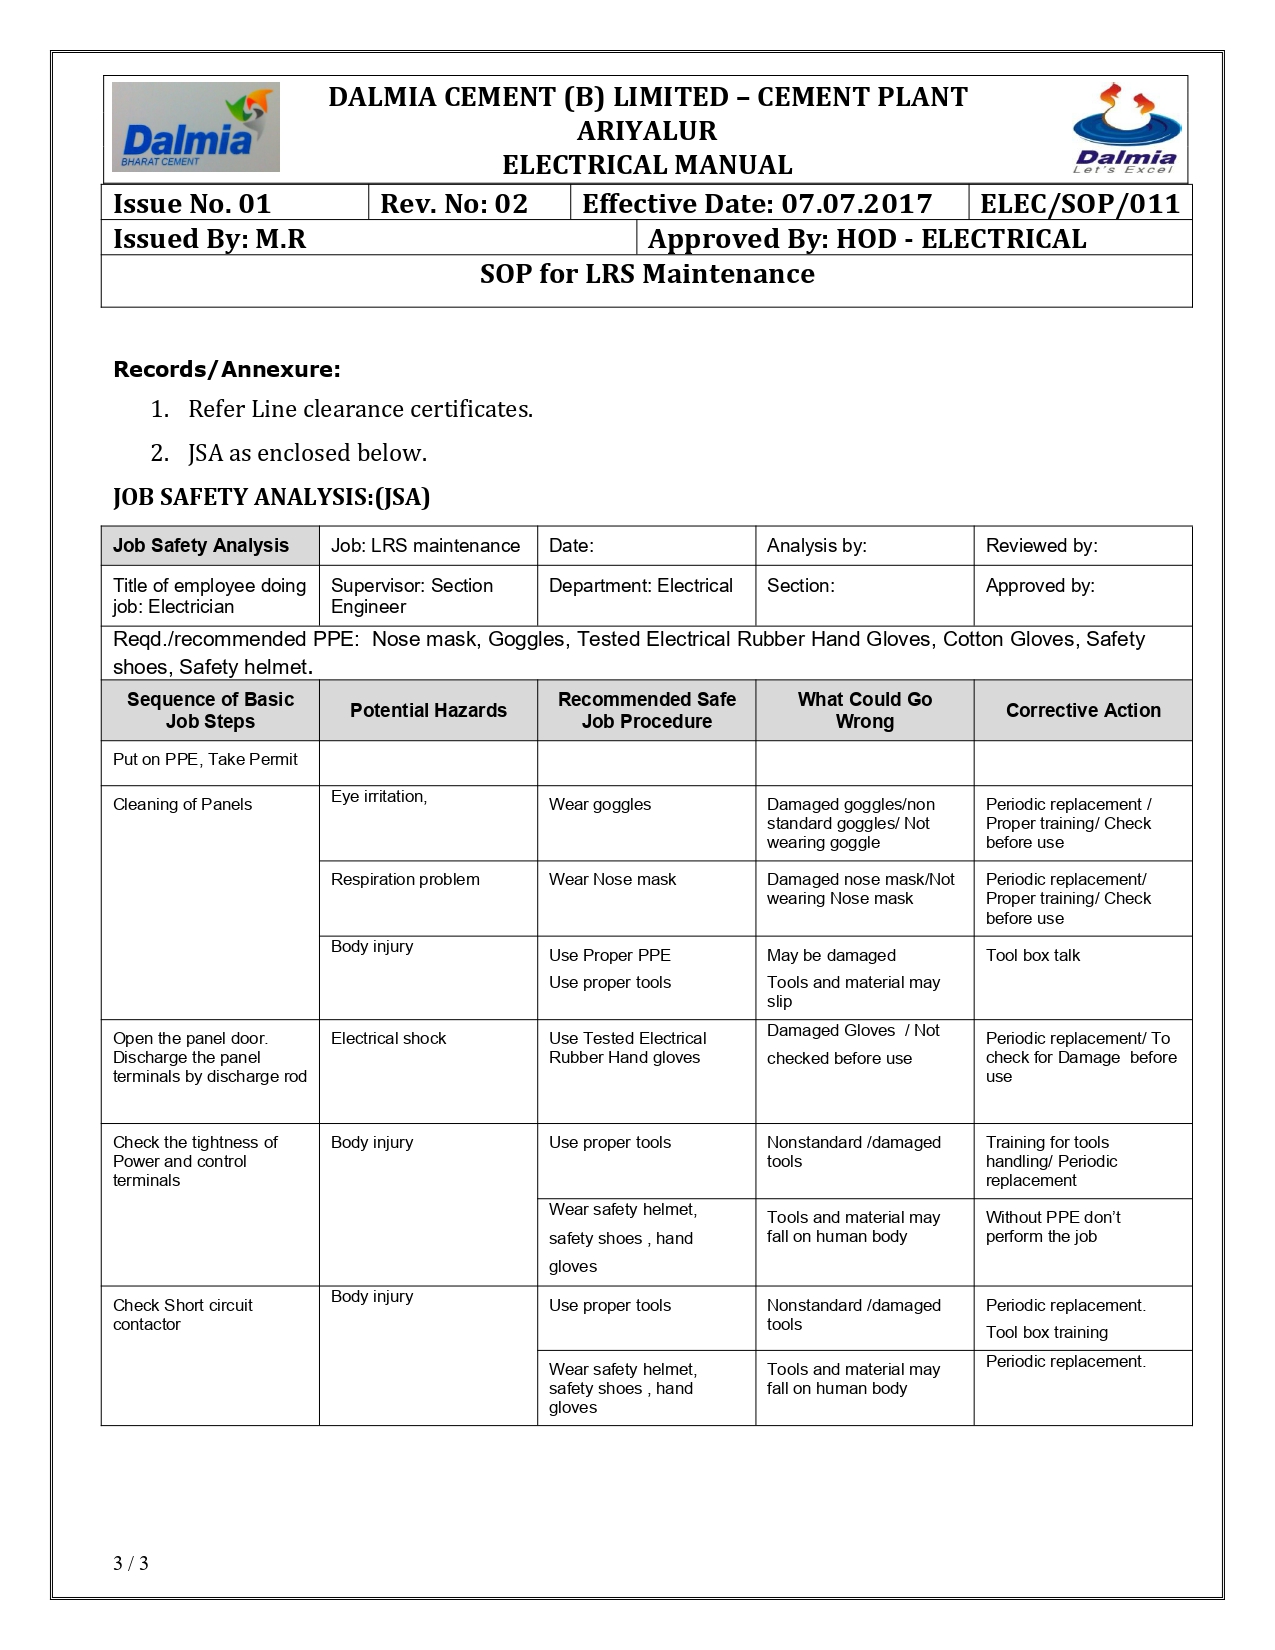 Dalmia
BHARAT CEMENT
DALMIA CEMENT (B) LIMITED – CEMENT PLANT
ARIYALUR
ELECTRICAL MANUAL
Dalmia
Let's Excel
Issue No. 01 Rev. No: 02 Effective Date: 07.07.2017 ELEC/SOP/011
Issued By: M.R Approved By: HOD - ELECTRICAL
SOP for LRS Maintenance
Records/Annexure:
1. Refer Line clearance certificates.
2. JSA as enclosed below.
JOB SAFETY ANALYSIS:(JSA)
Job Safety Analysis Job: LRS maintenance Date: Analysis by: Reviewed by:
Title of employee doing
job: Electrician
Supervisor: Section
Engineer
Department: Electrical
Section:
Approved by:
Reqd./recommended PPE: Nose mask, Goggles, Tested Electrical Rubber Hand Gloves, Cotton Gloves, Safety
shoes, Safety helmet.
Sequence of Basic
Job Steps
Potential Hazards
Recommended Safe
Job Procedure
What Could Go
Wrong
Corrective Action
Put on PPE, Take Permit
Cleaning of Panels
Eye irritation,
Wear goggles
Damaged goggles/non
standard goggles/ Not
wearing goggle
Periodic replacement /
Proper training/ Check
before use
Respiration problem
Wear Nose mask
Damaged nose mask/Not
wearing Nose mask
Periodic replacement/
Proper training/ Check
before use
Body injury
Use Proper PPE
Use proper tools
May be damaged
Tools and material may
slip
Tool box talk
Open the panel door.
Discharge the panel
terminals by discharge rod
Electrical shock
Use Tested Electrical
Rubber Hand gloves
Damaged Gloves / Not
checked before use
Periodic replacement/ To
check for Damage before
use
Check the tightness of
Power and control
terminals
Body injury
Use proper tools
Nonstandard /damaged
tools
Training for tools
handling/ Periodic
replacement
Wear safety helmet,
safety shoes , hand
gloves
Tools and material may
fall on human body
Without PPE don't
perform the job
Check Short circuit
contactor
Body injury
Use proper tools
Nonstandard /damaged
tools
Periodic replacement.
Tool box training
Wear safety helmet,
safety shoes , hand
gloves
Tools and material may
fall on human body
Periodic replacement.
3 / 3